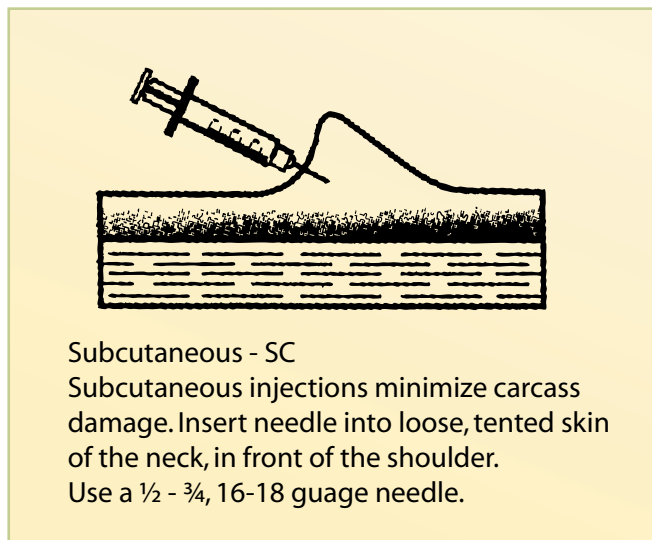 Subcutaneous - SC
Subcutaneous injections minimize carcass
damage. Insert needle into loose, tented skin
of the neck, in front of the shoulder.
Use a ½ - ¾, 16-18 guage needle.